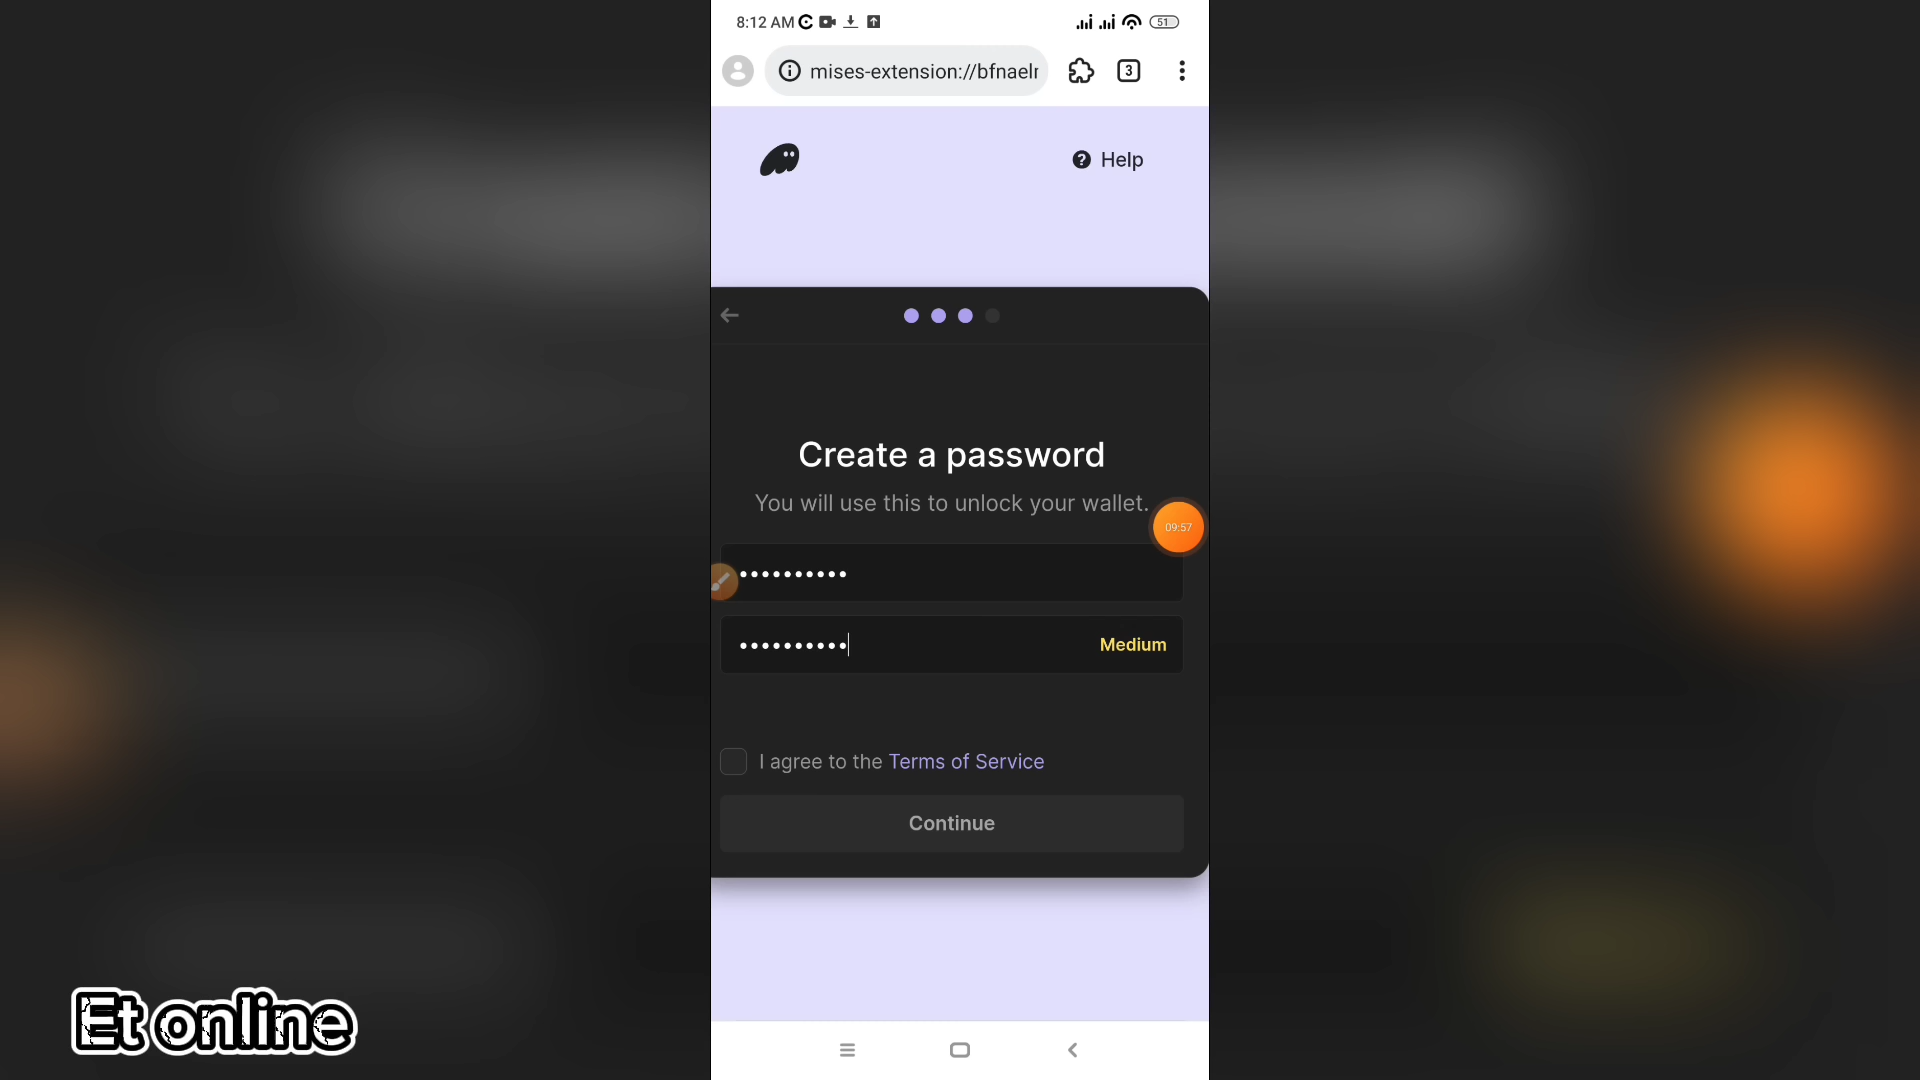 8:12 AM
51
mises-extension://bfnaelr
3
Help
Create a password
You will use this to unlock your wallet.
09:57
••••••••••
••••••••••
Medium
I agree to the Terms of Service
Continue
Et online